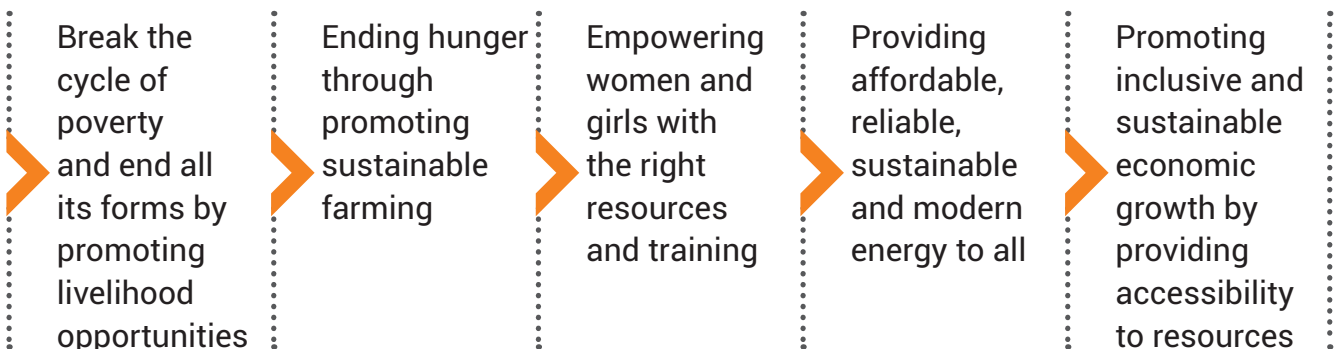 Break the
cycle of
poverty
and end all
its forms by
promoting
livelihood
opportunities
Ending hunger
through
promoting
sustainable
farming
Empowering
women and
girls with
the right
resources
and training
Providing
affordable,
reliable,
sustainable
and modern
energy to all
Promoting
inclusive and
sustainable
economic
growth by
providing
accessibility
to resources